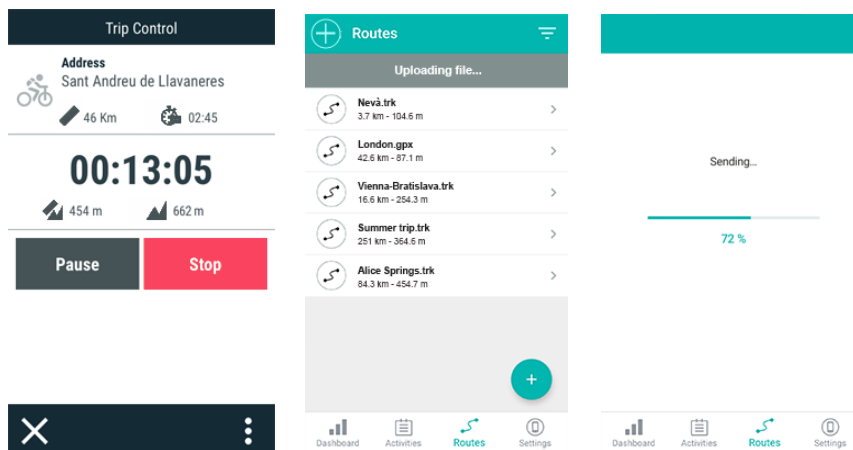 Trip Control
Address
Sant Andreu de Llavaneres
46 Km 02:45
00:13:05
454 m 662 m
Pause Stop
Routes
Uploading file...
Nevà.trk
3.7 km - 104.6 m
London.gpx
42.6 km - 87.1 m
Vienna-Bratislava.trk
16.6 km - 254.3 m
Summer trip.trk
251 km - 364.6 m
Alice Springs.trk
84.3 km - 454.7 m
Dashboard Activities Routes Settings
Sending...
72 %
Dashboard Activities Routes Settings